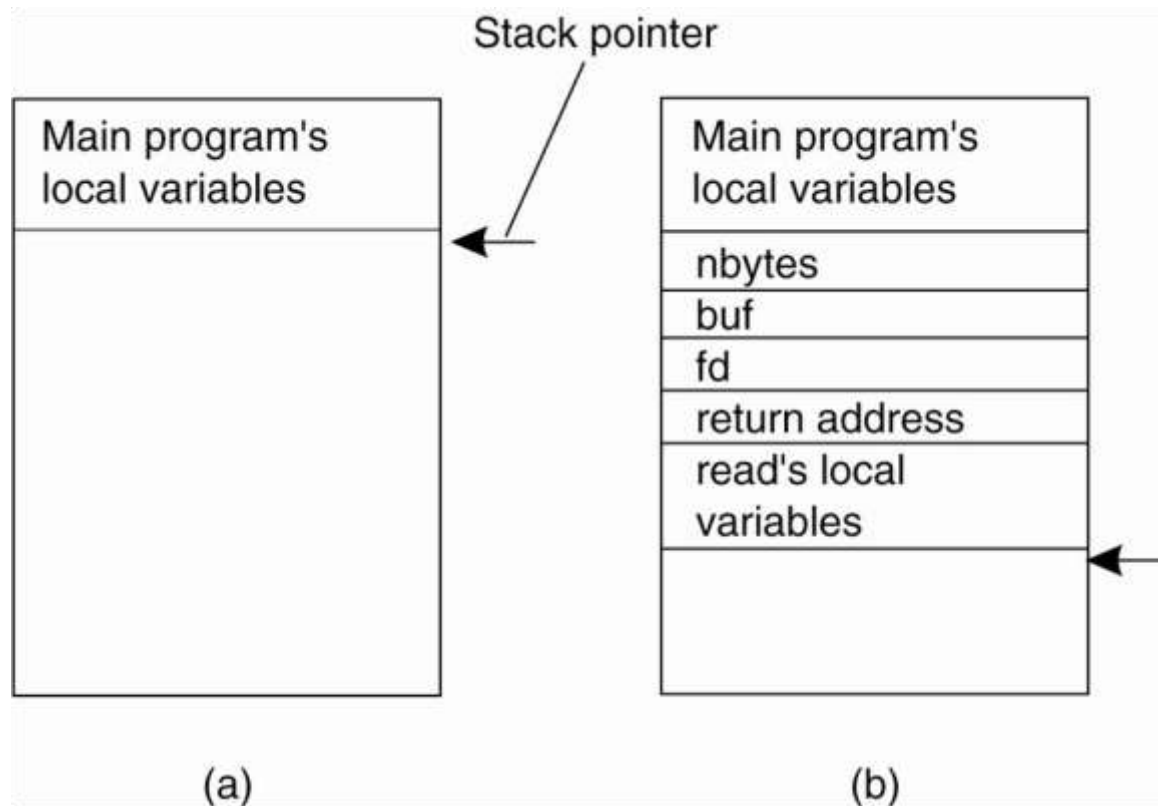 Stack pointer
Main program's
local variables
Main program's
local variables
nbytes
buf
fd
return address
read's local
variables
(a)
(b)